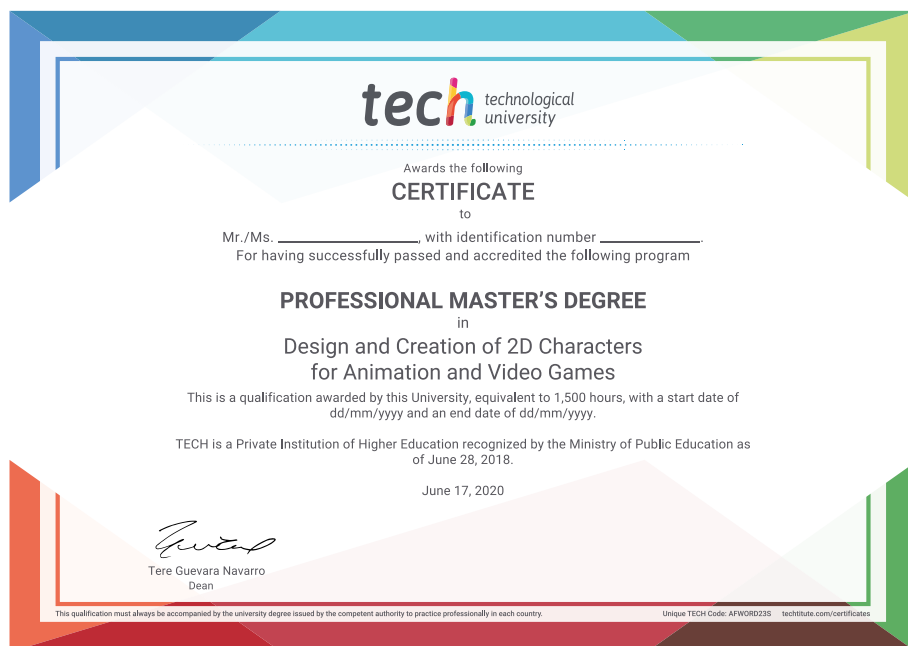 tech technological
university
Awards the following
CERTIFICATE
to
Mr./Ms. ____________________, with identification number ______________.
For having successfully passed and accredited the following program
PROFESSIONAL MASTER'S DEGREE
in
Design and Creation of 2D Characters
for Animation and Video Games
This is a qualification awarded by this University, equivalent to 1,500 hours, with a start date of
dd/mm/yyyy and an end date of dd/mm/yyyy.
TECH is a Private Institution of Higher Education recognized by the Ministry of Public Education as
of June 28, 2018.
June 17, 2020
Tere Guevara Navarro
Dean
This qualification must always be accompanied by the university degree issued by the competent authority to practice professionally in each country. Unique TECH Code: AFWORD23S techtitute.com/certificates